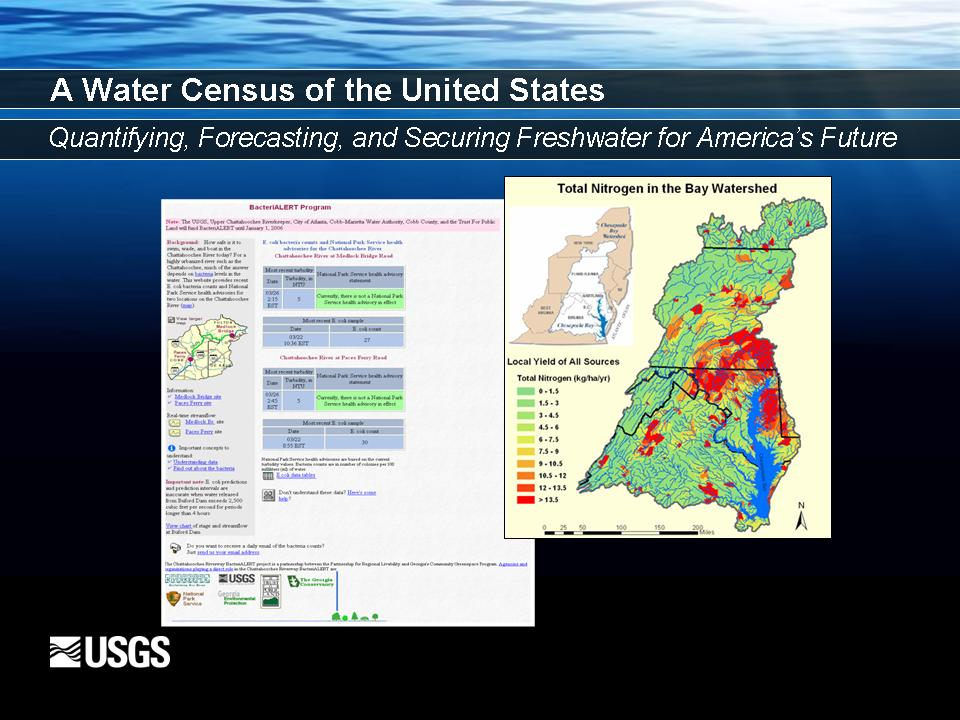 A Water Census of the United States
Quantifying, Forecasting, and Securing Freshwater for America's Future
BacteriALERT Program
Note: The USGS, Upper Chattahoochee Riverkeeper, City of Atlanta, Cobb-Marietta Water Authority, Cobb County, and the Trust For Public
Land will fund BacteriALERT until January 1, 2006
Background: How safe is it to
swim, wade, and boat in the
Chattahoochee River today? For a
highly urbanized river such as the
Chattahoochee, much of the answer
depends on bacteria levels in the
water. This website provides recent
E. coli bacteria counts and National
Park Service health advisories for
two locations on the Chattahoochee
River (map)
View larger
map
FULTON
Medlock
Bridge
Paces
Ferry
COBB
DE KALB
Information:
Medlock Bridge site
Paces Ferry site
Real-time streamflow:
Medlock Br. site
Paces Ferry site
Important concepts to
understand:
Understanding data
Find out about the bacteria
Important note: E. coli predictions
and prediction intervals are
inaccurate when water released
from Buford Dam exceeds 2,500
cubic feet per second for periods
longer than 4 hours
View chart of stage and streamflow
at Buford Dam
E. coli bacteria counts and National Park Service health
advisories for the Chattahoochee River
Chattahoochee River at Medlock Bridge Road
Most recent turbidity
National Park Service health advisory
statement
Date
Turbidity, in
NTU
03/26
2:15
EST
5
Currently, there is not a National Park
Service health advisory in effect
Most recent E. coli sample
Date
E. coli count
03/22
10:36 EST
27
Chattahoochee River at Paces Ferry Road
Most recent turbidity
National Park Service health advisory
statement
Date
Turbidity, in
NTU
03/26
2:45
EST
5
Currently, there is not a National Park
Service health advisory in effect
Most recent E. coli sample
Date
E. coli count
03/22
8:55 EST
30
National Park Service health advisories are based on the current
turbidity values. Bacteria counts are in number of colonies per 100
milliliters (ml) of water
E.coli data tables
Don't understand these data? Here's some
help?
Do you want to receive a daily email of the bacteria counts?
Just send us your email address
The Chattahoochee Riverway BacteriALERT project is a partnership between the Partnership for Regional Livability and Georgia's Community Greenspace Program. Agencies and
organizations playing a direct role in the Chattahoochee Riverway BacteriALERT are
USGS
National
Park
Service
Georgia
Environmental
Protection
TRUST
FOR
PUBLIC
LAND
The Georgia
Conservancy
Total Nitrogen in the Bay Watershed
Chesapeake
Bay
Watershed
NEW YORK
PENNSYLVANIA
MARYLAND
WEST
VIRGINIA
VIRGINIA
Chesapeake Bay
ATLANTIC OCEAN
Local Yield of All Sources
Total Nitrogen (kg/ha/yr)
0 - 1.5
1.5 - 3
3 - 4.5
4.5 - 6
6 - 7.5
7.5 - 9
9 - 10.5
10.5 - 12
12 - 13.5
> 13.5
N
0 25 50 100 150 200
Miles
USGS